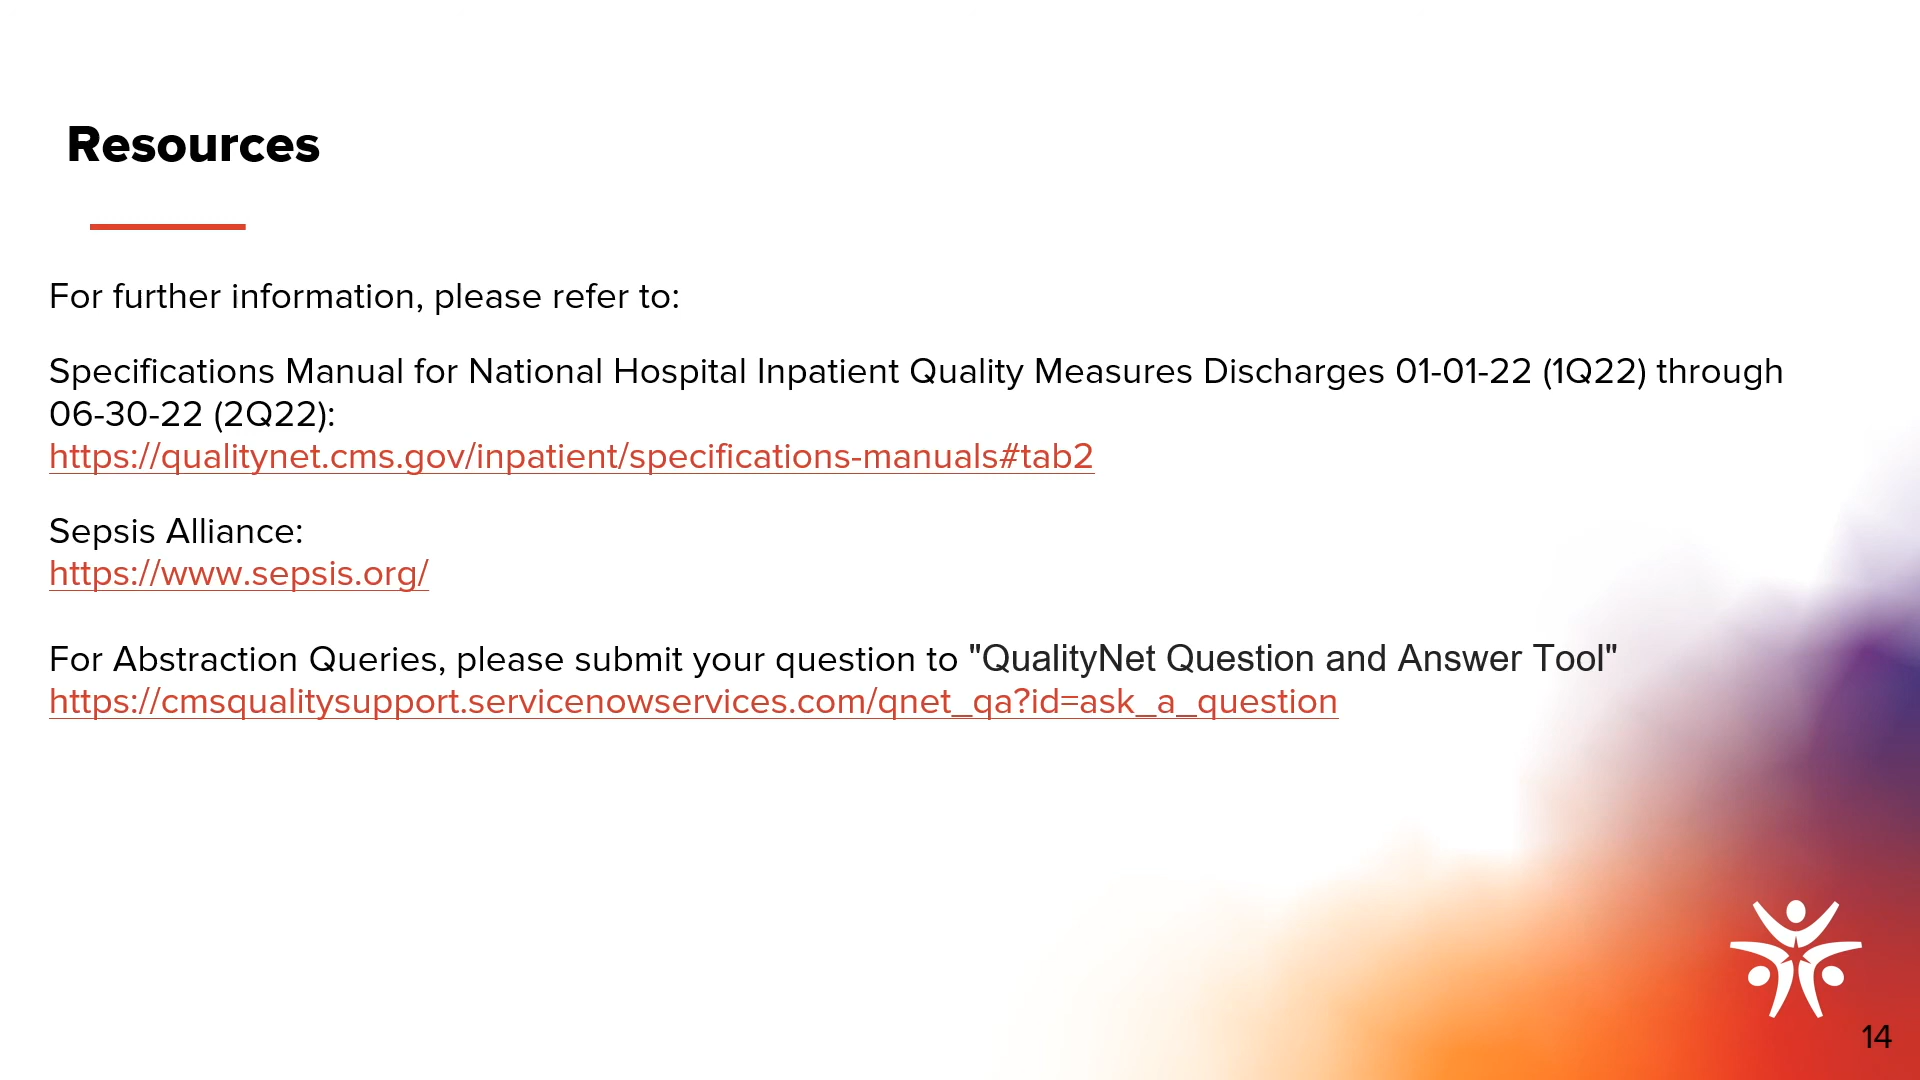 Resources
For further information, please refer to:
Specifications Manual for National Hospital Inpatient Quality Measures Discharges 01-01-22 (1Q22) through
06-30-22 (2Q22):
https://qualitynet.cms.gov/inpatient/specifications-manuals#tab2
Sepsis Alliance:
https://www.sepsis.org/
For Abstraction Queries, please submit your question to "QualityNet Question and Answer Tool"
https://cmsqualitysupport.servicenowservices.com/qnet_qa?id=ask_a_question
14